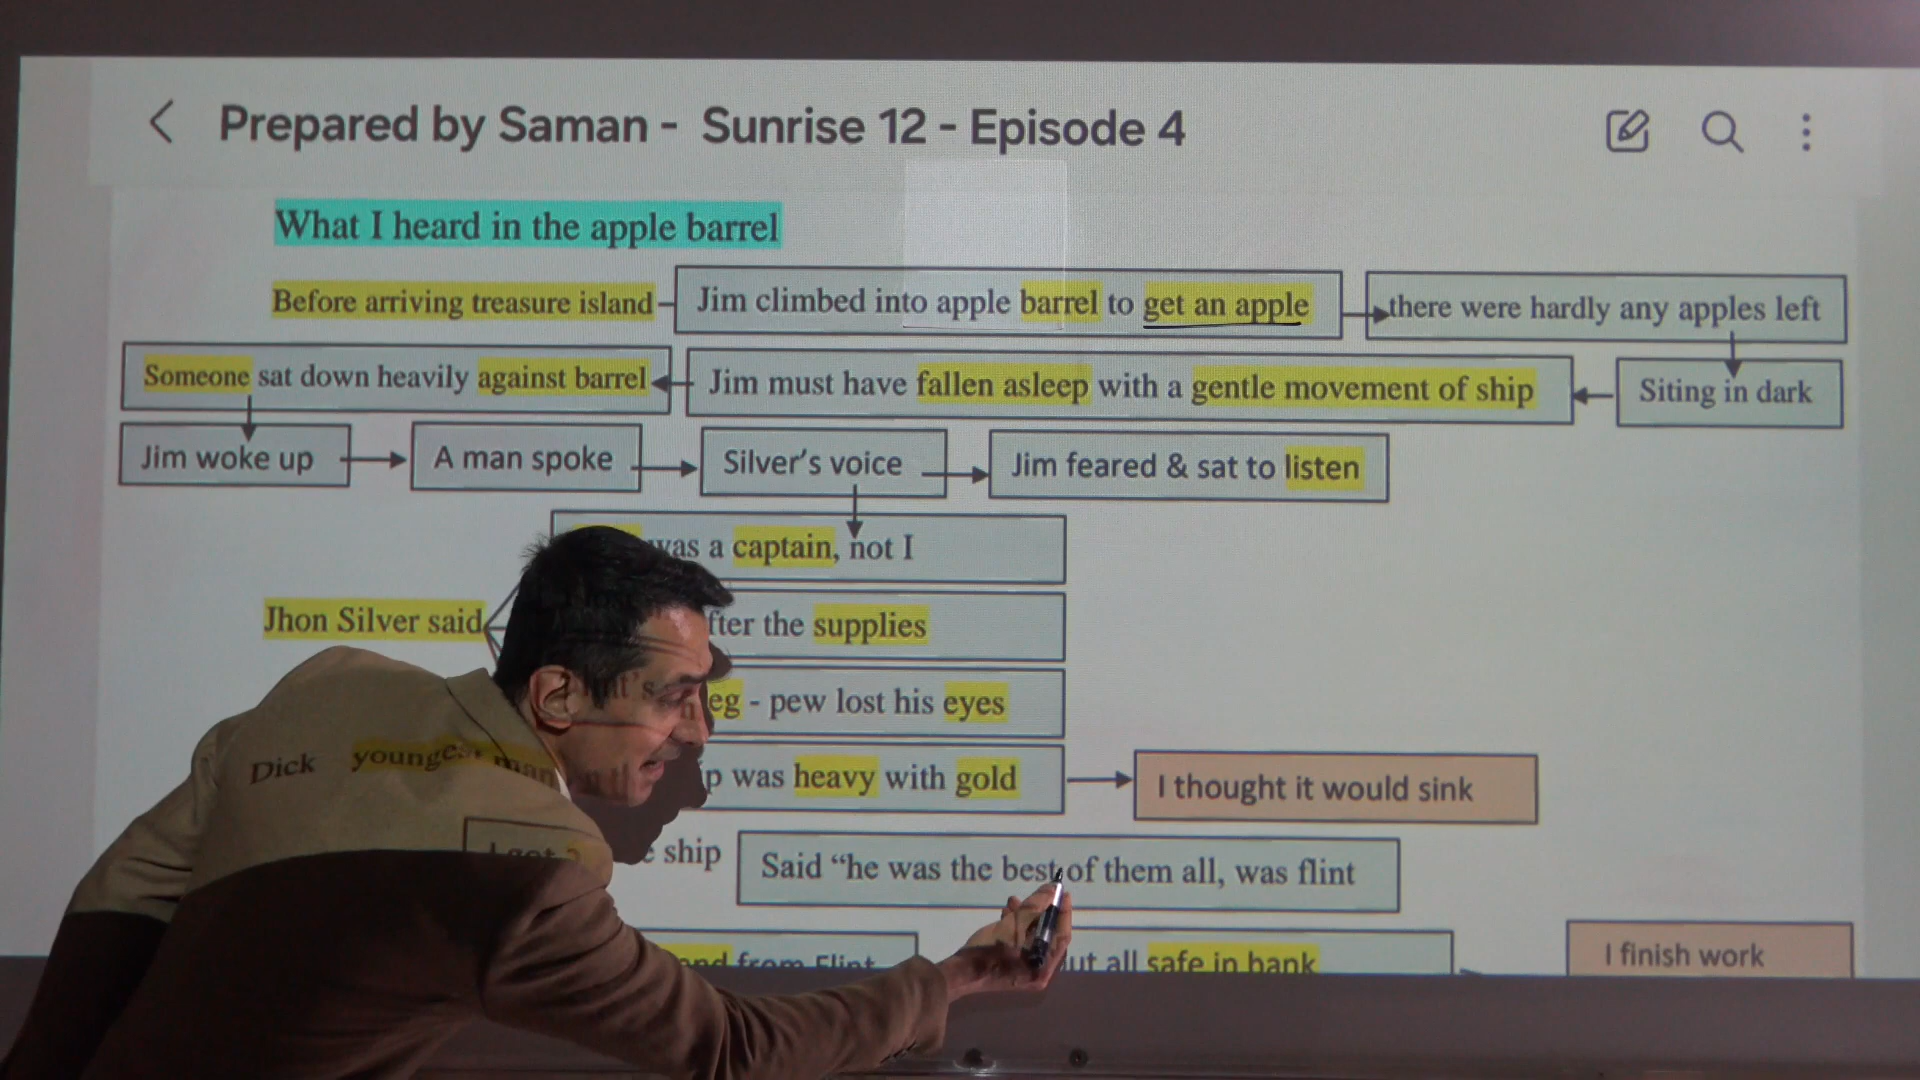 Prepared by Saman - Sunrise 12 - Episode 4
What I heard in the apple barrel
Before arriving treasure island
Jim climbed into apple barrel to get an apple
there were hardly any apples left
Someone sat down heavily against barrel
Jim must have fallen asleep with a gentle movement of ship
Siting in dark
Jim woke up
A man spoke
Silver's voice
Jim feared & sat to listen
was a captain, not I
Jhon Silver said
the supplies
- pew lost his eyes
was heavy with gold
I thought it would sink
Dick youngest man
ship
Said “he was the best of them all, was flint
from Flint
all safe in bank
I finish work